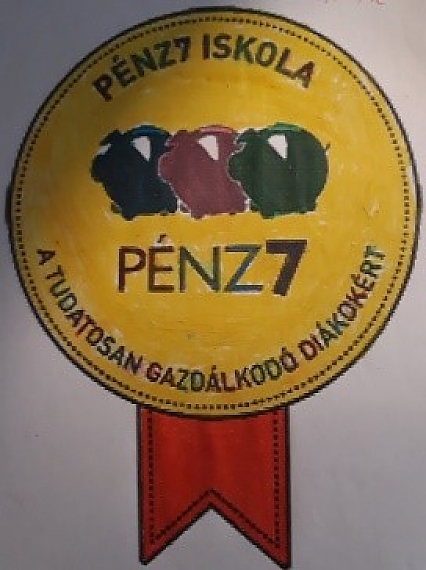 PÉNZ7 ISKOLA
PÉNZ7
A TUDATOSAN GAZDÁLKODÓ DIÁKOKÉRT